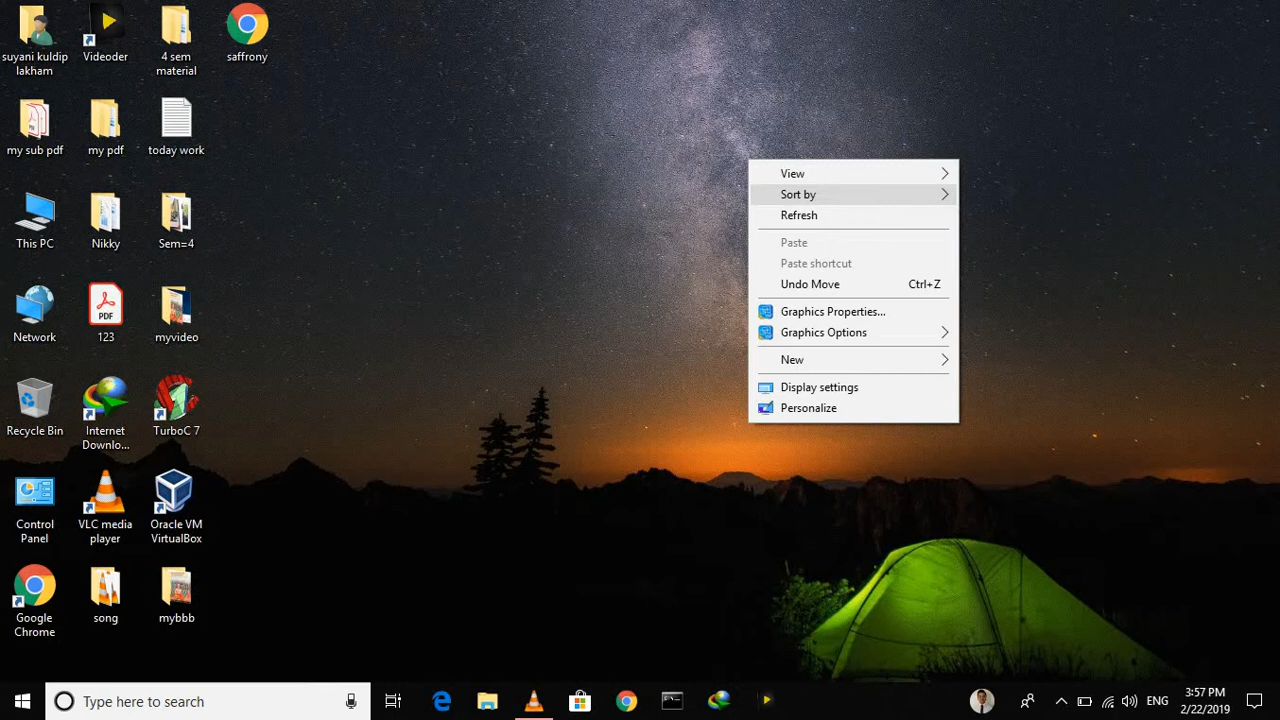 suyani kuldip
lakham
Videoder
4 sem
material
saffrony
my sub pdf
my pdf
today work
This PC
Nikky
Sem=4
Network
PDF
123
myvideo
Recycle Bin
Internet
Downlo...
TurboC 7
Control
Panel
VLC media
player
Oracle VM
VirtualBox
Google
Chrome
song
mybbb
View
Sort by
Refresh
Paste
Paste shortcut
Undo Move Ctrl+Z
Graphics Properties...
Graphics Options
New
Display settings
Personalize
Type here to search
ENG
3:57 PM
2/22/2019